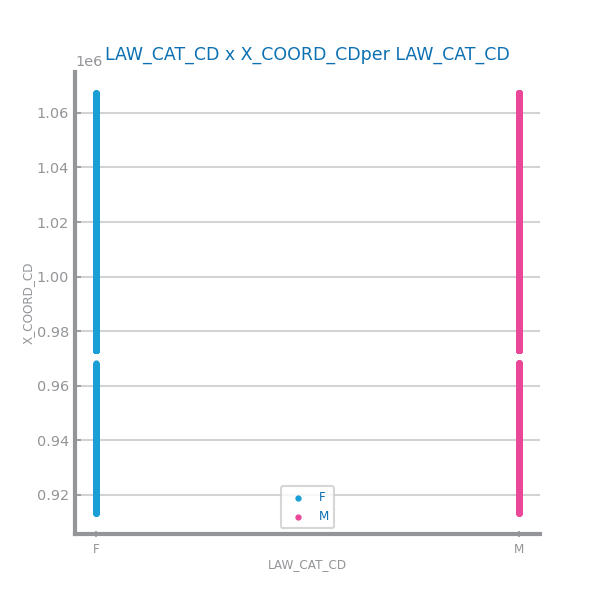 LAW_CAT_CD x X_COORD_CDper LAW_CAT_CD
1e6
1.06
1.04
1.02
1.00
0.98
0.96
0.94
0.92
X_COORD_CD
F
M
F
M
LAW_CAT_CD